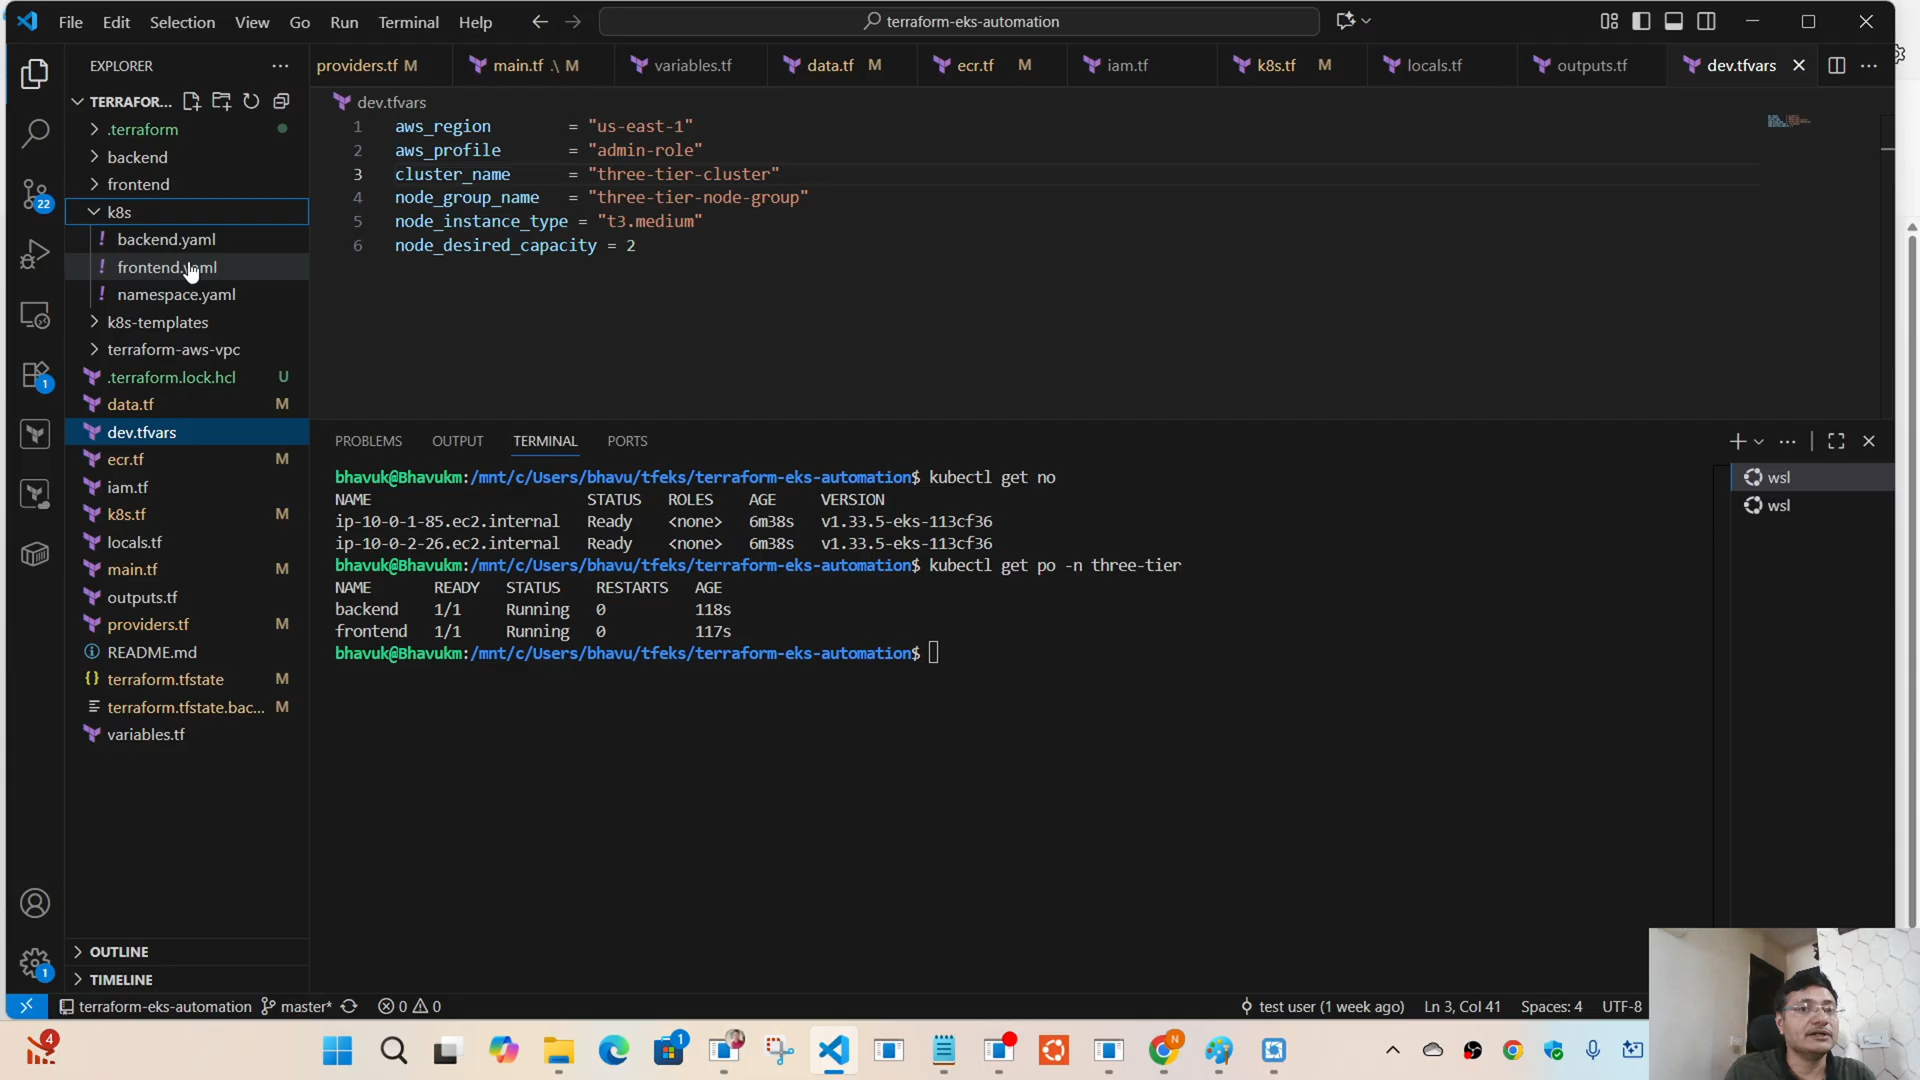 File Edit Selection View Go Run Terminal Help
terraform-eks-automation
EXPLORER
TERRAFOR...
.terraform
backend
frontend
k8s
backend.yaml
frontend.yaml
namespace.yaml
k8s-templates
terraform-aws-vpc
.terraform.lock.hcl U
data.tf M
dev.tfvars
ecr.tf M
iam.tf
k8s.tf M
locals.tf
main.tf M
outputs.tf
providers.tf M
README.md
terraform.tfstate M
terraform.tfstate.bac... M
variables.tf
OUTLINE
TIMELINE
22
1
1
providers.tf M main.tf .\ M variables.tf data.tf M ecr.tf M iam.tf k8s.tf M locals.tf outputs.tf dev.tfvars
dev.tfvars
1 aws_region = "us-east-1"
2 aws_profile = "admin-role"
3 cluster_name = "three-tier-cluster"
4 node_group_name = "three-tier-node-group"
5 node_instance_type = "t3.medium"
6 node_desired_capacity = 2
PROBLEMS OUTPUT TERMINAL PORTS
wsl
wsl
bhavuk@Bhavukm:/mnt/c/Users/bhavu/tfeks/terraform-eks-automation$ kubectl get no
NAME STATUS ROLES AGE VERSION
ip-10-0-1-85.ec2.internal Ready <none> 6m38s v1.33.5-eks-113cf36
ip-10-0-2-26.ec2.internal Ready <none> 6m38s v1.33.5-eks-113cf36
bhavuk@Bhavukm:/mnt/c/Users/bhavu/tfeks/terraform-eks-automation$ kubectl get po -n three-tier
NAME READY STATUS RESTARTS AGE
backend 1/1 Running 0 118s
frontend 1/1 Running 0 117s
bhavuk@Bhavukm:/mnt/c/Users/bhavu/tfeks/terraform-eks-automation$
terraform-eks-automation master* 0 0
test user (1 week ago) Ln 3, Col 41 Spaces: 4 UTF-8
4
1
N